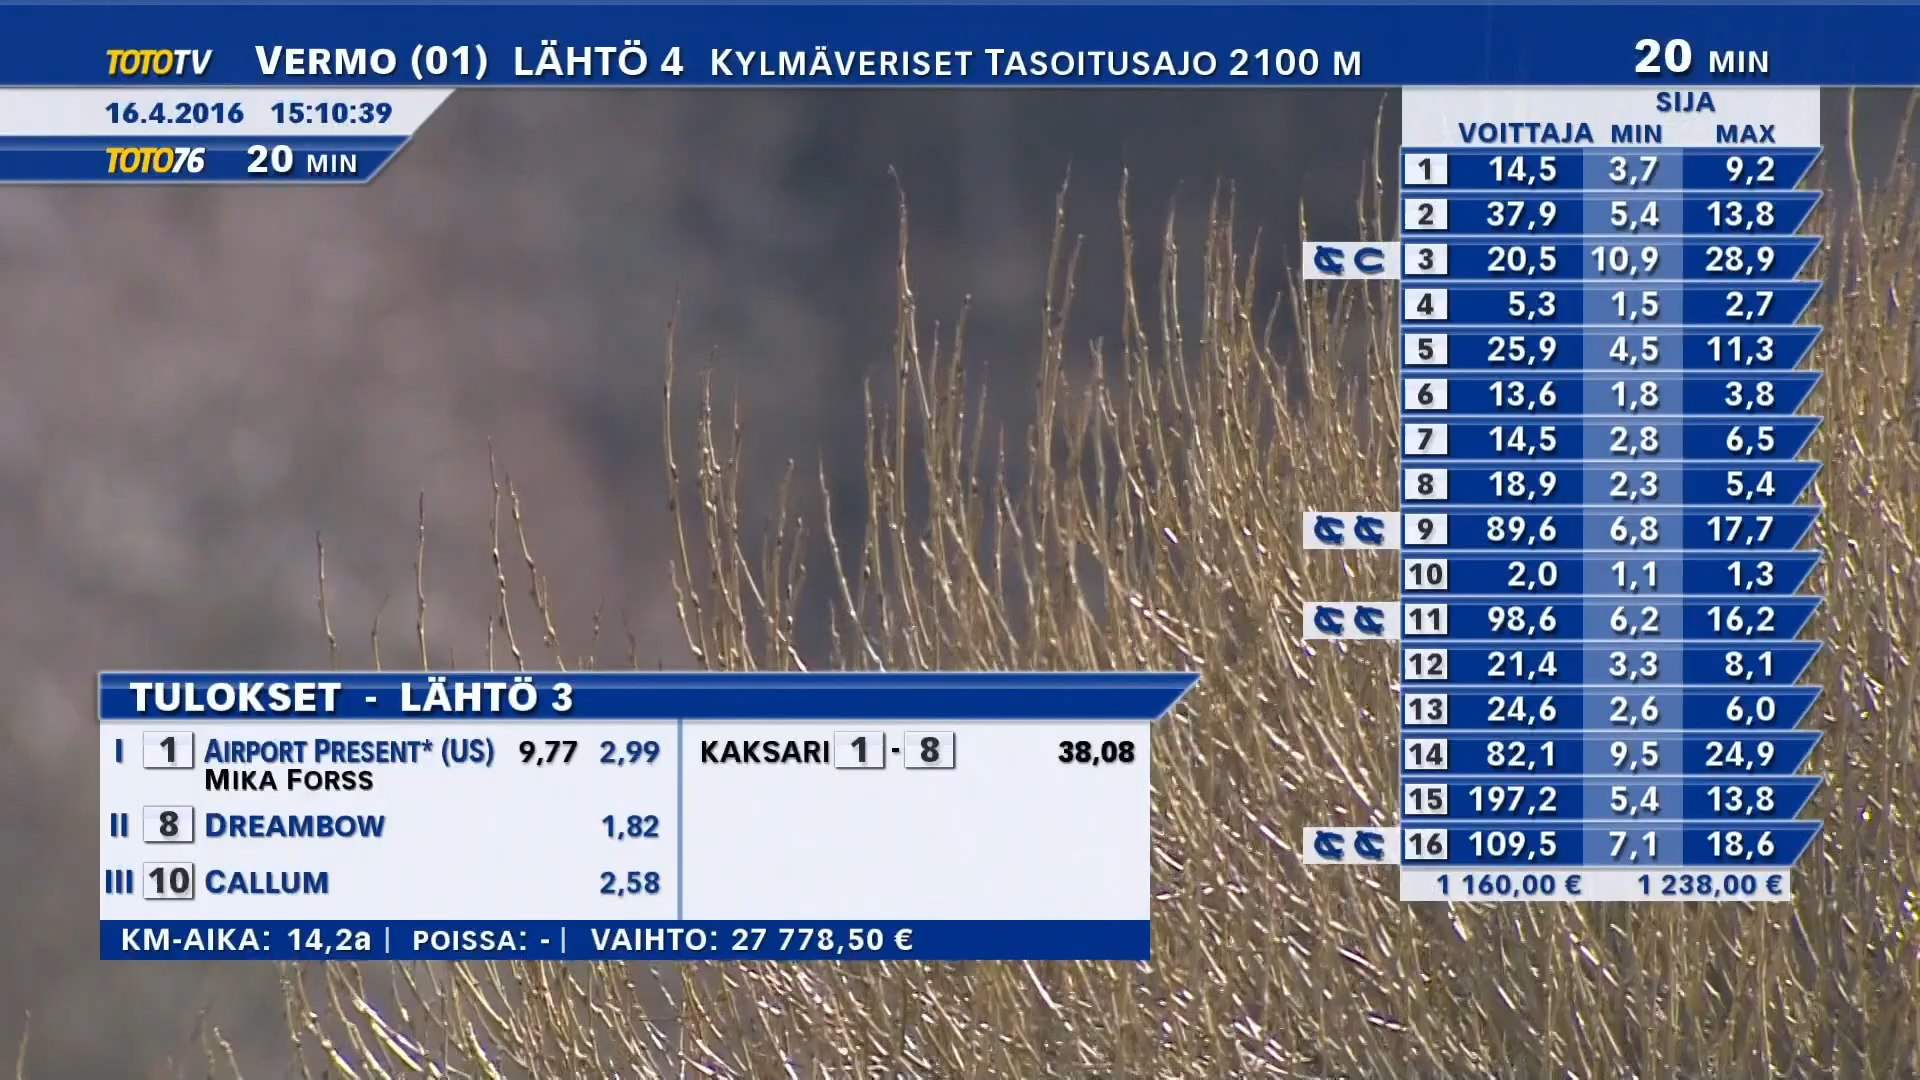 TOTOTV VERMO (01) LÄHTÖ 4 KYLMÄVERISET TASOITUSAJO 2100 M 20 MIN
16.4.2016 15:10:39
TOTO76 20 MIN
SIJA
VOITTAJA MIN MAX
1 14,5 3,7 9,2
2 37,9 5,4 13,8
3 20,5 10,9 28,9
4 5,3 1,5 2,7
5 25,9 4,5 11,3
6 13,6 1,8 3,8
7 14,5 2,8 6,5
8 18,9 2,3 5,4
9 89,6 6,8 17,7
10 2,0 1,1 1,3
11 98,6 6,2 16,2
12 21,4 3,3 8,1
13 24,6 2,6 6,0
14 82,1 9,5 24,9
15 197,2 5,4 13,8
16 109,5 7,1 18,6
1 160,00 € 1 238,00 €
TULOKSET - LÄHTÖ 3
I 1 AIRPORT PRESENT* (US) 9,77 2,99
MIKA FORSS
II 8 DREAMBOW 1,82
III 10 CALLUM 2,58
KAKSARI 1 - 8 38,08
KM-AIKA: 14,2a | POISSA: - | VAIHTO: 27 778,50 €